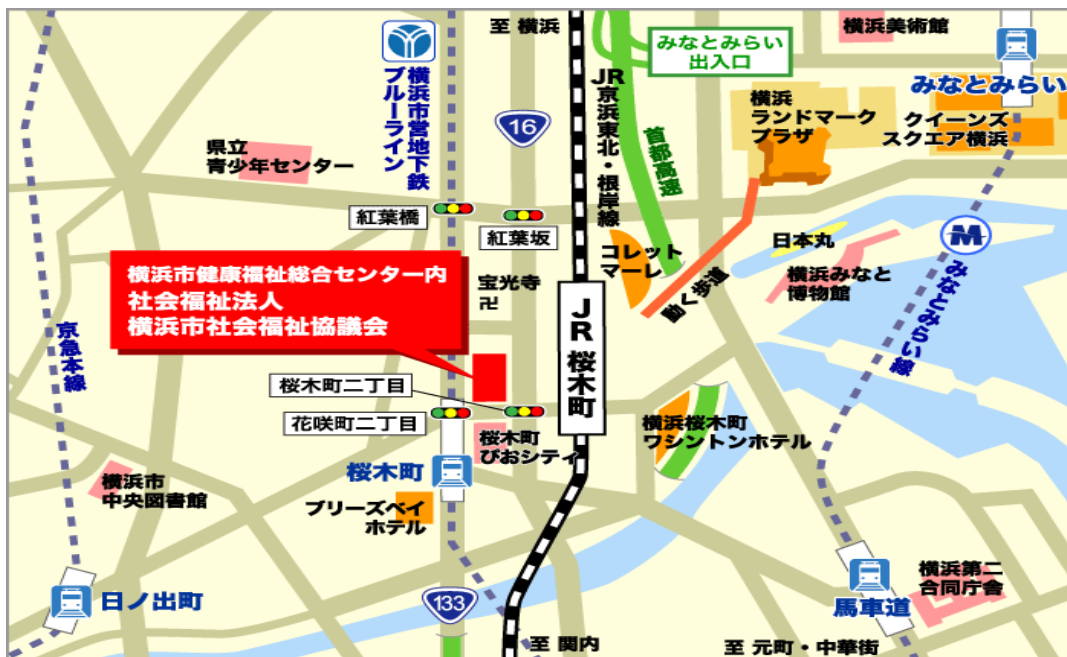 至 横浜
横浜美術館
みなとみらい
出入口
みなとみらい
横浜市営地下鉄
ブルーライン
16
JR京浜東北・根岸線
首都高速
横浜
ランドマーク
プラザ
クイーンズ
スクエア横浜
県立
青少年センター
紅葉橋
紅葉坂
コレット
マーレ
動く歩道
日本丸
横浜みなと
博物館
M
みなとみらい線
横浜市健康福祉総合センター内
社会福祉法人
横浜市社会福祉協議会
宝光寺
卍
JR 桜木町
京急本線
桜木町二丁目
花咲町二丁目
桜木町
ぴおシティ
横浜桜木町
ワシントンホテル
桜木町
横浜市
中央図書館
ブリーズベイ
ホテル
日ノ出町
133
馬車道
横浜第二
合同庁舎
至 関内
至 元町・中華街